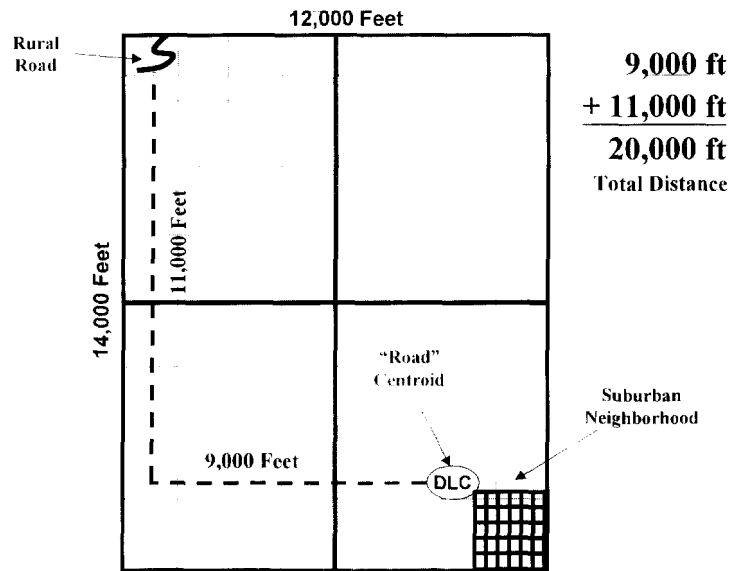 12,000 Feet
Rural
Road
9,000 ft
+ 11,000 ft
20,000 ft
Total Distance
11,000 Feet
14,000 Feet
"Road"
Centroid
Suburban
Neighborhood
9,000 Feet
DLC